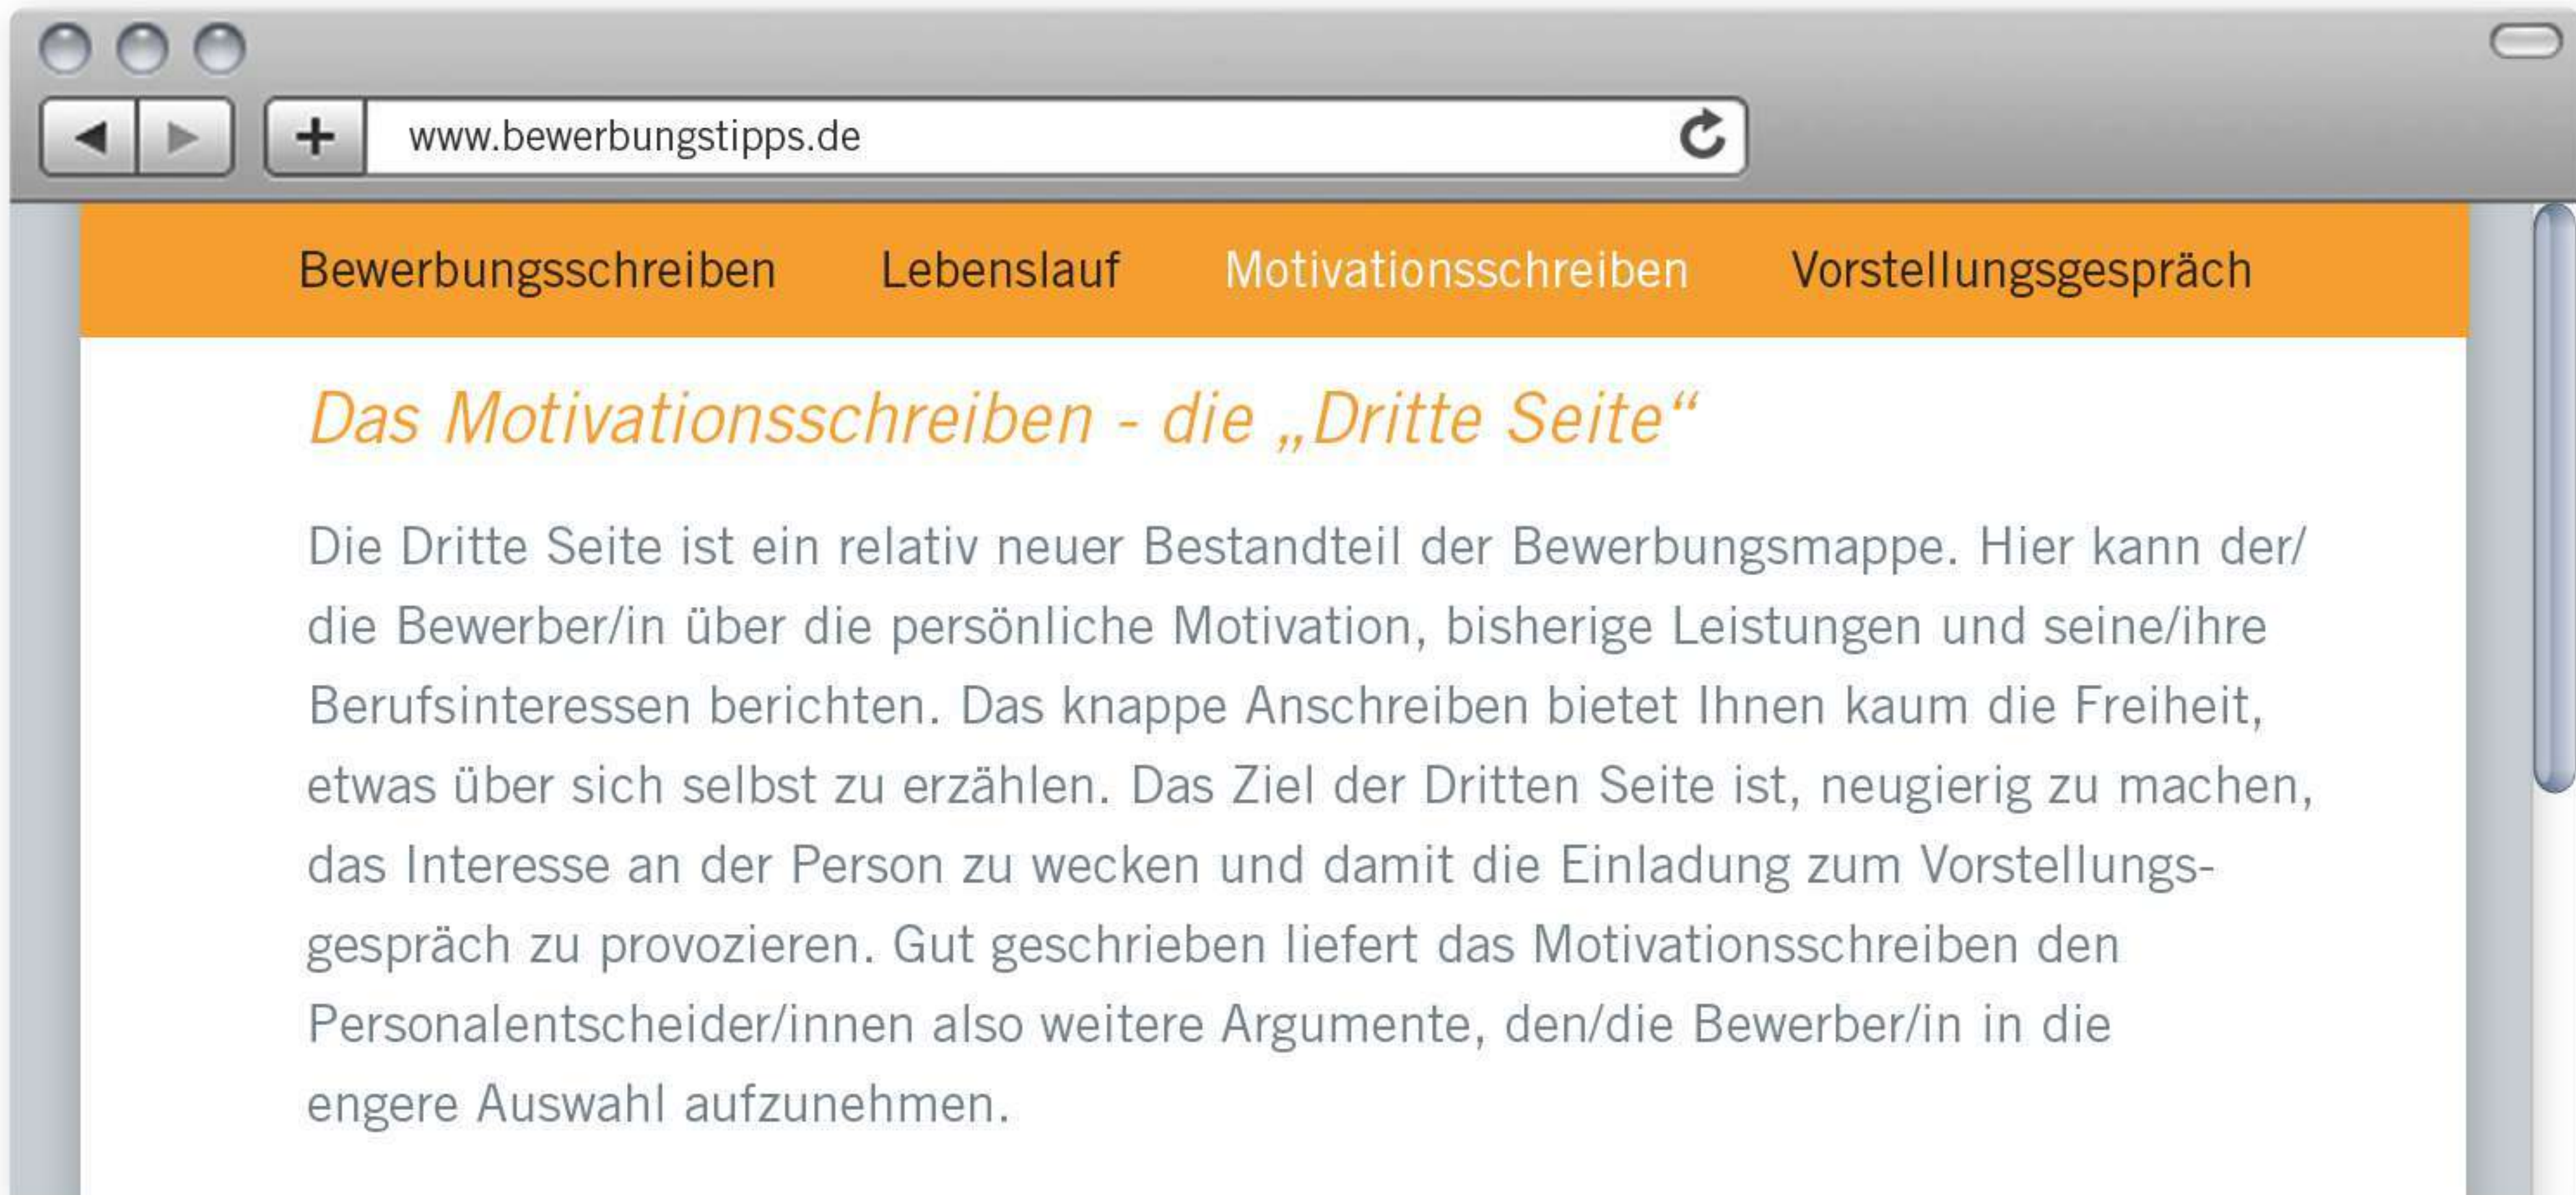 www.bewerbungstipps.de
Bewerbungsschreiben Lebenslauf Motivationsschreiben Vorstellungsgespräch
Das Motivationsschreiben - die „Dritte Seite“
Die Dritte Seite ist ein relativ neuer Bestandteil der Bewerbungsmappe. Hier kann der/
die Bewerber/in über die persönliche Motivation, bisherige Leistungen und seine/ihre
Berufsinteressen berichten. Das knappe Anschreiben bietet Ihnen kaum die Freiheit,
etwas über sich selbst zu erzählen. Das Ziel der Dritten Seite ist, neugierig zu machen,
das Interesse an der Person zu wecken und damit die Einladung zum Vorstellungs-
gespräch zu provozieren. Gut geschrieben liefert das Motivationsschreiben den
Personalentscheider/innen also weitere Argumente, den/die Bewerber/in in die
engere Auswahl aufzunehmen.